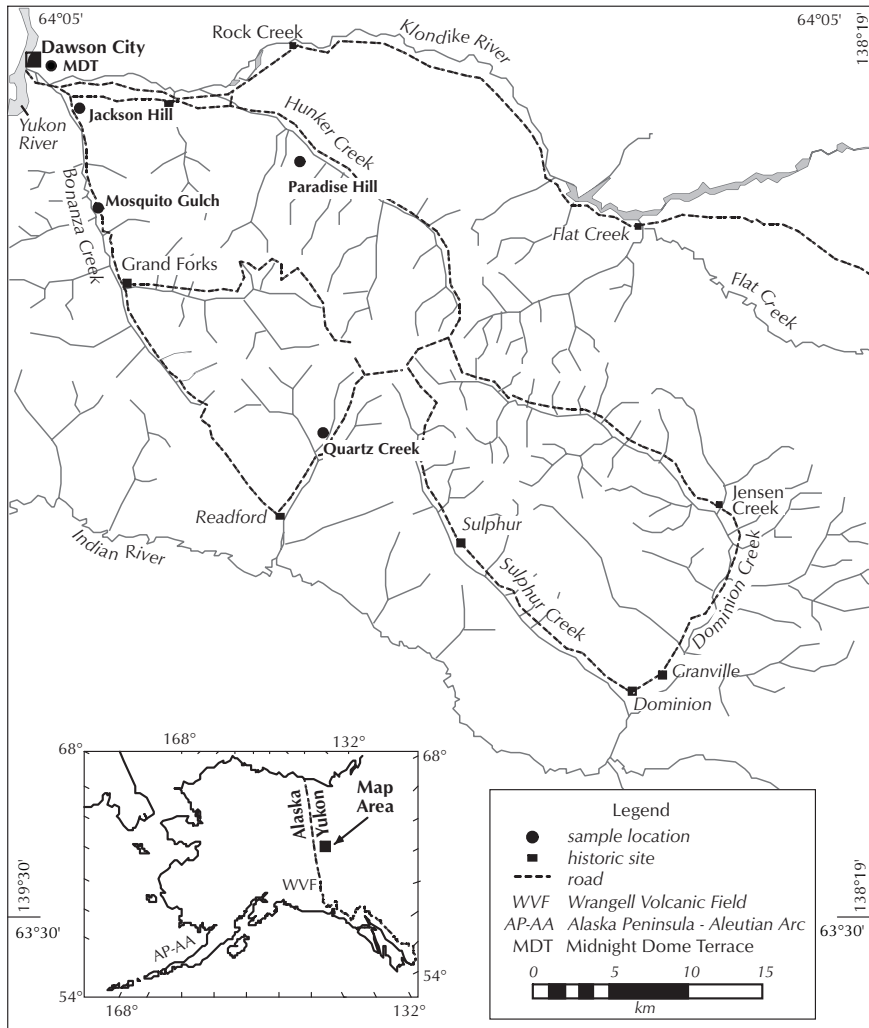 64°05'
64°05'
138°19'
Rock Creek
Klondike River
Dawson City
MDT
Jackson Hill
Yukon
River
Hunker Creek
Paradise Hill
Bonanza Creek
Mosquito Gulch
Flat Creek
Grand Forks
Flat Creek
Quartz Creek
Readford
Jensen
Creek
Indian River
Sulphur
Sulphur Creek
Dominion Creek
Granville
Dominion
68°
168°
132°
68°
Map
Area
Alaska
Yukon
WVF
AP-AA
54°
54°
168°
132°
139°30'
63°30'
138°19'
63°30'
Legend
sample location
historic site
road
WVF Wrangell Volcanic Field
AP-AA Alaska Peninsula - Aleutian Arc
MDT Midnight Dome Terrace
0 5 10 15
km